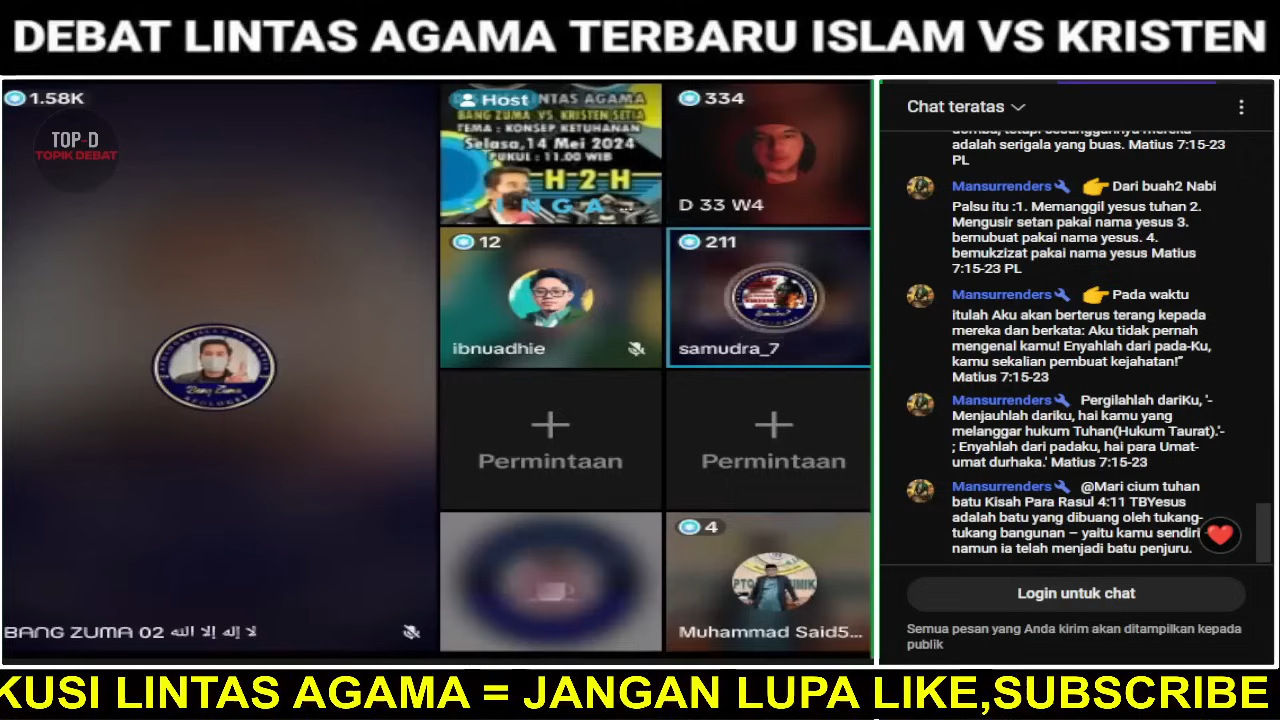 DEBAT LINTAS AGAMA TERBARU ISLAM VS KRISTEN
1.58K
TOP-D
TOPIK DEBAT
BANG ZUMA 02 لا إله إلا الله
Host
NTAS AGAMA
BANG ZUMA VS KRISTEN SETIA
TEMA : KONSEP KETUHANAN
Selasa, 14 Mei 2024
PUKUL : 11.00 WIB
H 2 H
334
D 33 W4
12
ibnuadhie
211
samudra_7
Permintaan
Permintaan
4
Muhammad Said5...
Chat teratas
adalah serigala yang buas. Matius 7:15-23
PL
Mansurrenders 👉 Dari buah2 Nabi
Palsu itu :1. Memanggil yesus tuhan 2.
Mengusir setan pakai nama yesus 3.
bernubuat pakai nama yesus. 4.
bemukzizat pakai nama yesus Matius
7:15-23 PL
Mansurrenders 👉 Pada waktu
itulah Aku akan berterus terang kepada
mereka dan berkata: Aku tidak pernah
mengenal kamu! Enyahlah dari pada-Ku,
kamu sekalian pembuat kejahatan!"
Matius 7:15-23
Mansurrenders Pergilahlah dariKu, '-
Menjauhlah dariku, hai kamu yang
melanggar hukum Tuhan(Hukum Taurat).'-
; Enyahlah dari padaku, hai para Umat-
umat durhaka.' Matius 7:15-23
Mansurrenders @Mari cium tuhan
batu Kisah Para Rasul 4:11 TBYesus
adalah batu yang dibuang oleh tukang-
tukang bangunan – yaitu kamu sendiri
namun ia telah menjadi batu penjuru.
Login untuk chat
Semua pesan yang Anda kirim akan ditampilkan kepada
publik
KUSI LINTAS AGAMA = JANGAN LUPA LIKE,SUBSCRIBE